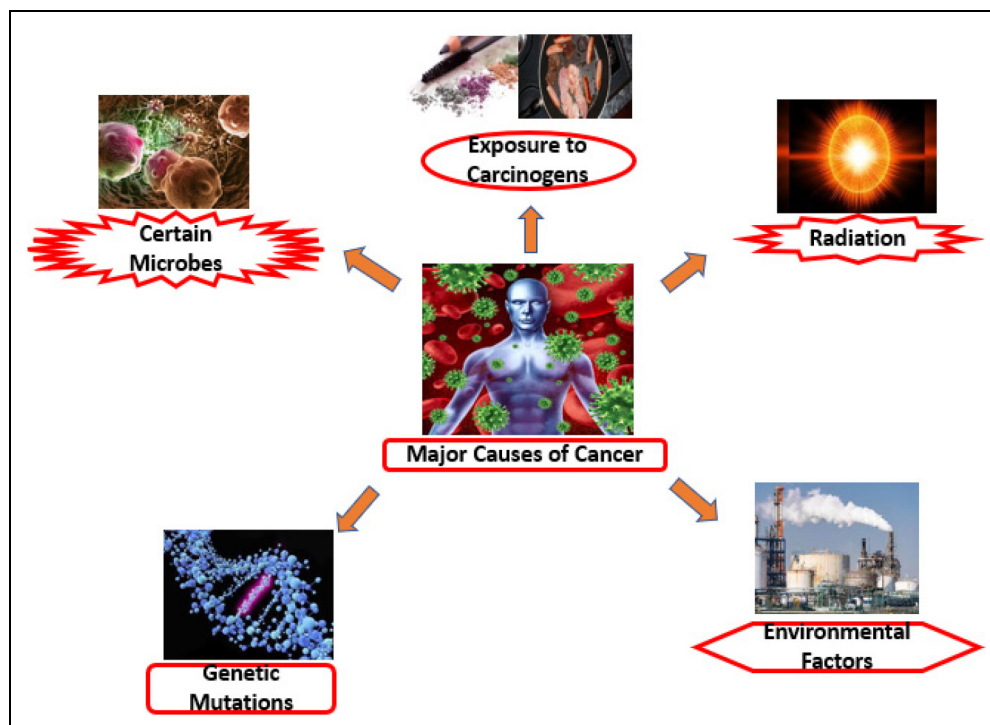 Exposure to
Carcinogens
Certain
Microbes
Radiation
Major Causes of Cancer
Genetic
Mutations
Environmental
Factors